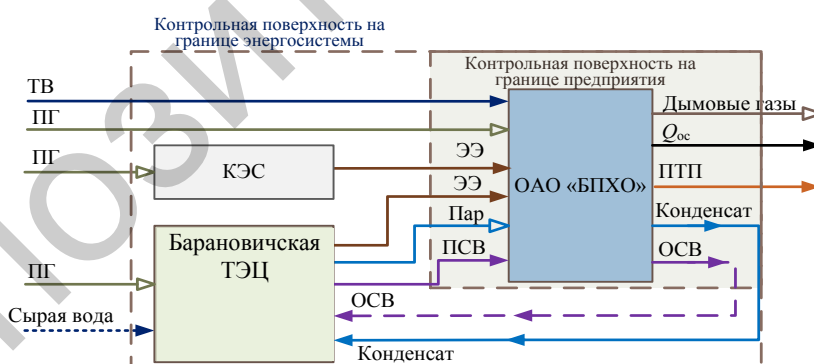 Контрольная поверхность на
границе энергосистемы
Контрольная поверхность на
границе предприятия
ТВ
ПГ
ПГ
КЭС
ЭЭ
ЭЭ
Пар
ПСВ
ОАО «БПХО»
Дымовые газы
Qос
ПТП
Конденсат
ОСВ
Барановичская
ТЭЦ
ПГ
Сырая вода
ОСВ
Конденсат